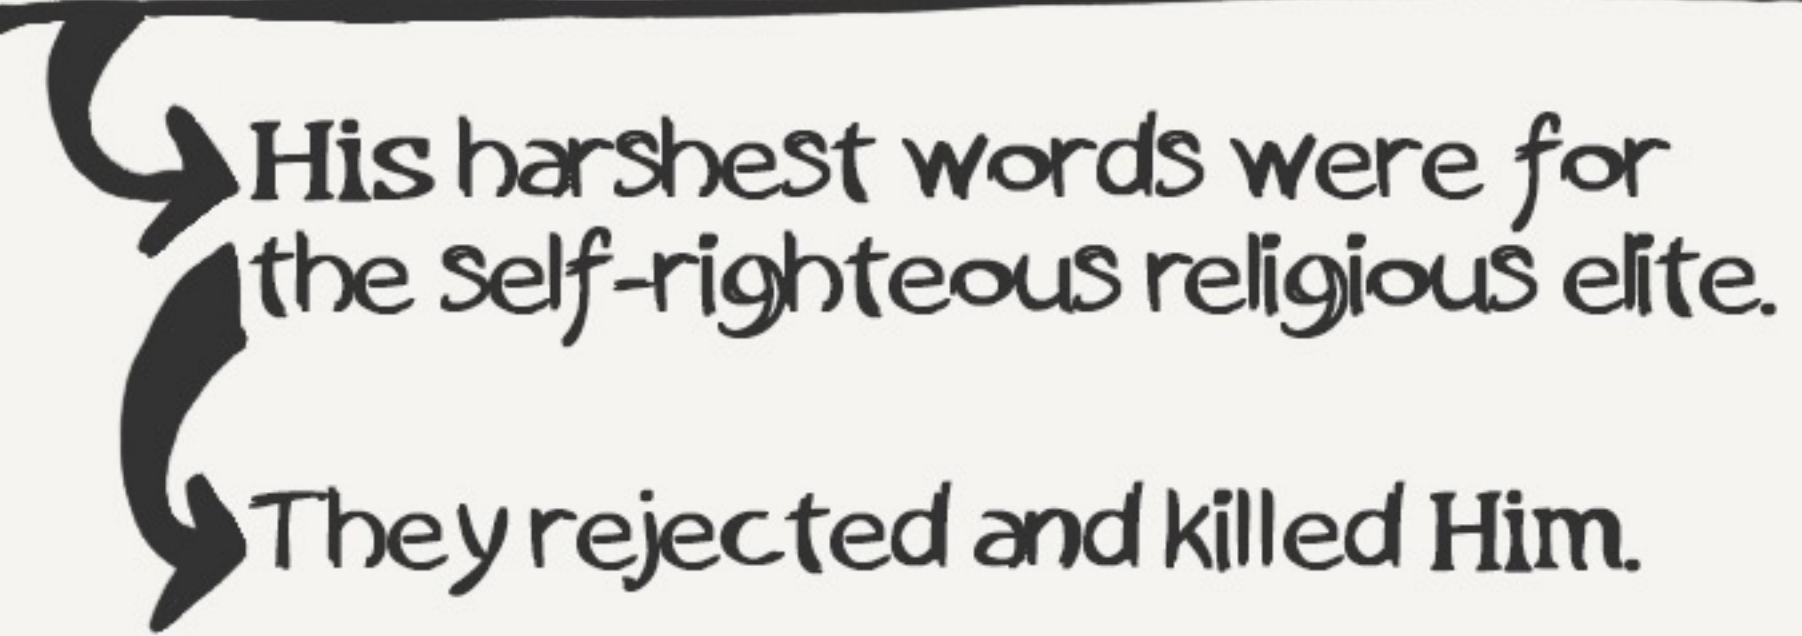 His harshest words were for
the self-righteous religious elite.
They rejected and killed Him.